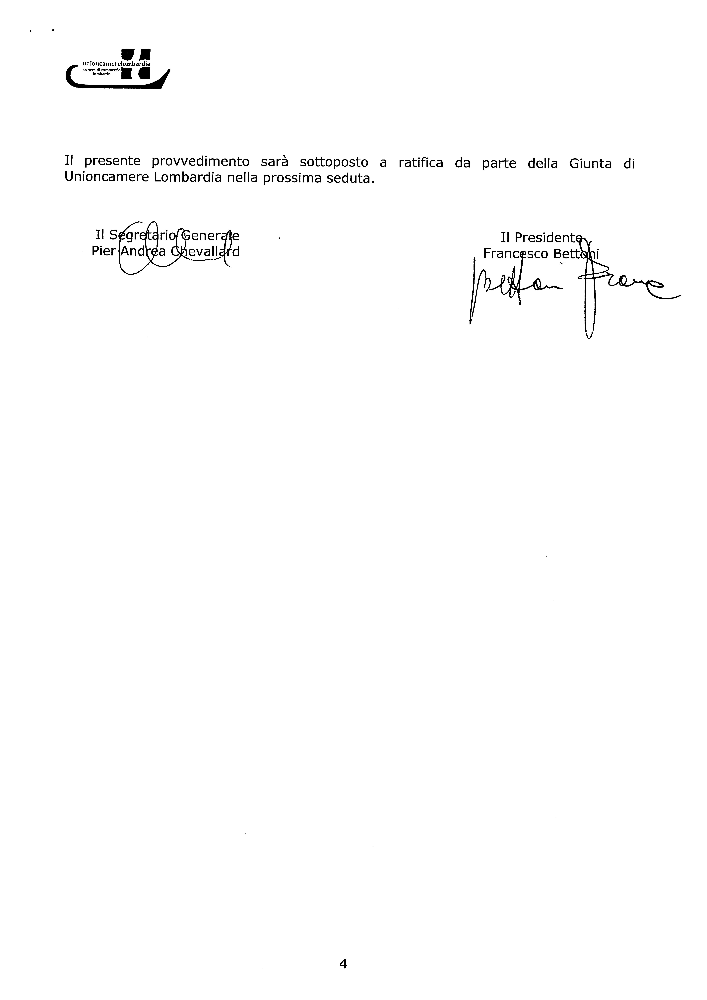 unioncamerelombardia
camere di commercio
lombarde
Il presente provvedimento sarà sottoposto a ratifica da parte della Giunta di
Unioncamere Lombardia nella prossima seduta.
Il Segretario Generale
Pier Andrea Chevallard
Il Presidente
Francesco Bettoni
4